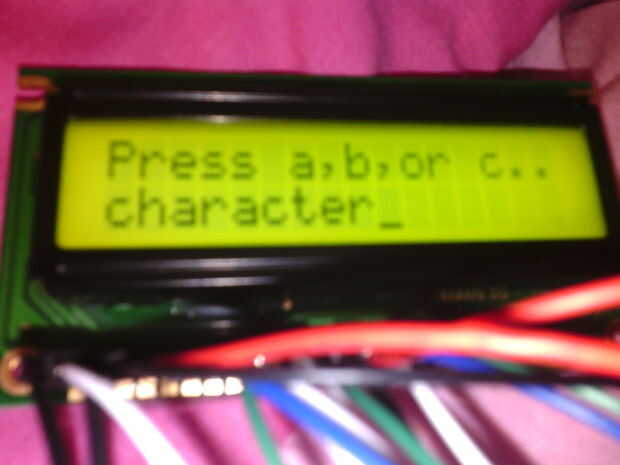 Press a,b,or c..
character_